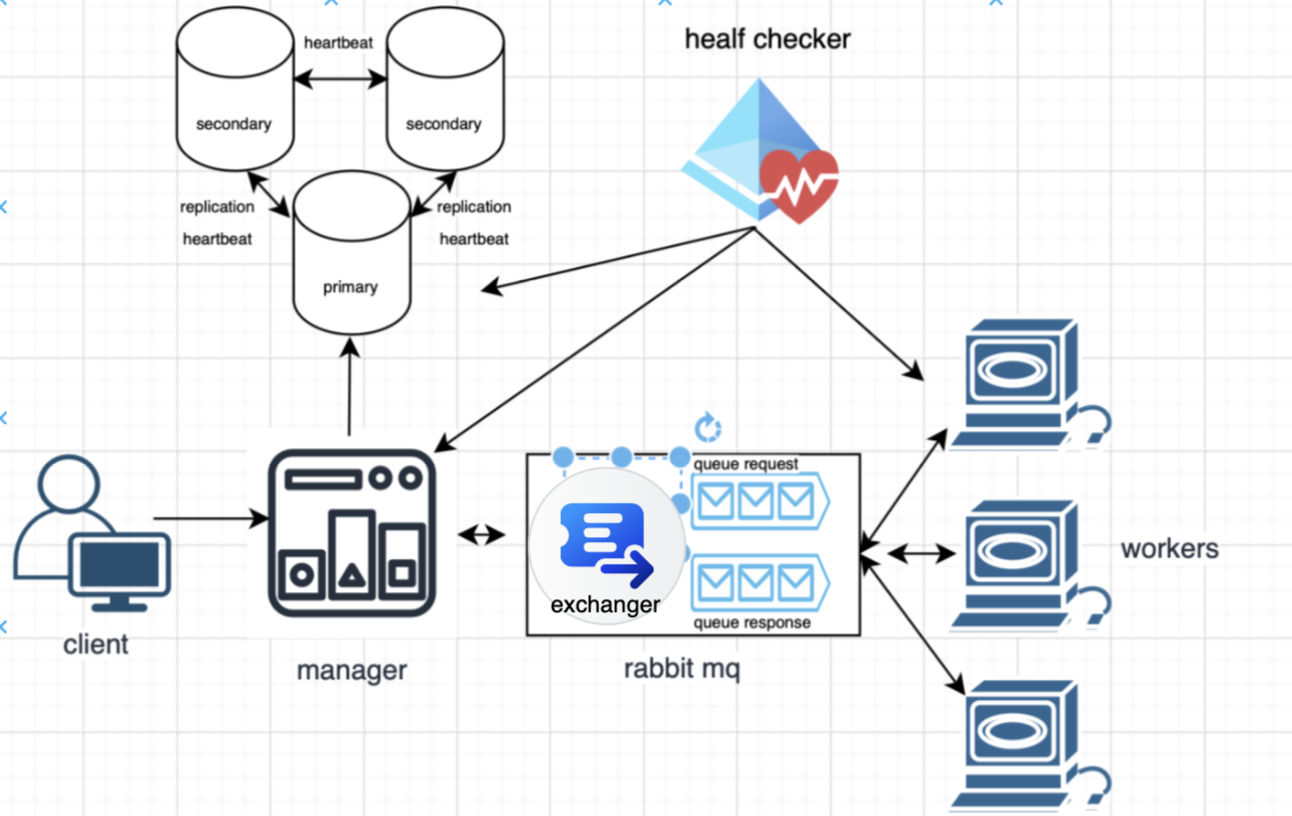 heartbeat
healf checker
secondary
secondary
replication
heartbeat
replication
heartbeat
primary
queue request
exchanger
queue response
client
manager
rabbit mq
workers